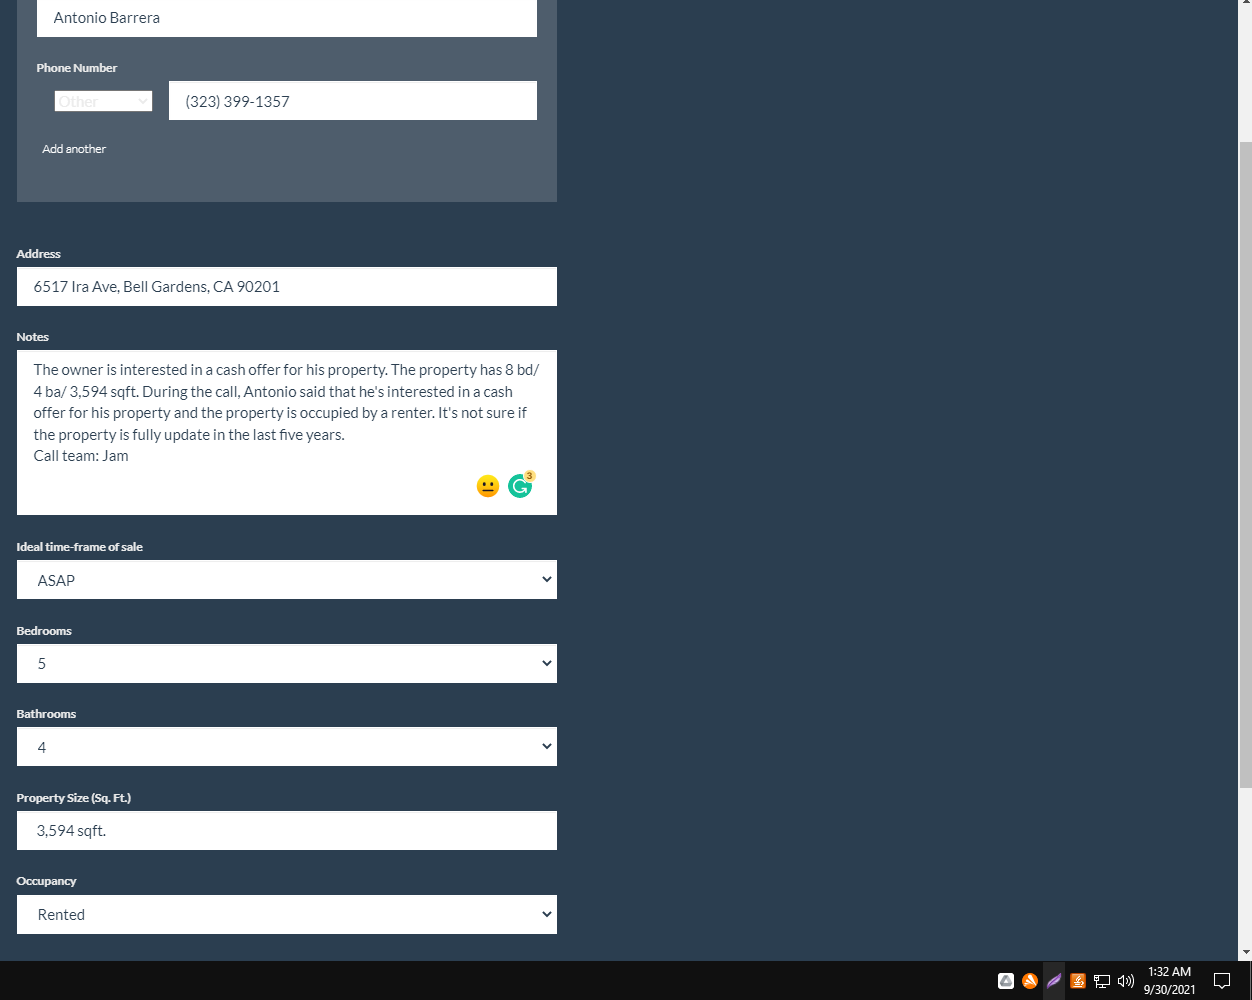 Antonio Barrera
Phone Number
Other
(323) 399-1357
Add another
Address
6517 Ira Ave, Bell Gardens, CA 90201
Notes
The owner is interested in a cash offer for his property. The property has 8 bd/
4 ba/ 3,594 sqft. During the call, Antonio said that he's interested in a cash
offer for his property and the property is occupied by a renter. It's not sure if
the property is fully update in the last five years.
Call team: Jam
3
Ideal time-frame of sale
ASAP
Bedrooms
5
Bathrooms
4
Property Size (Sq. Ft.)
3,594 sqft.
Occupancy
Rented
1:32 AM
9/30/2021